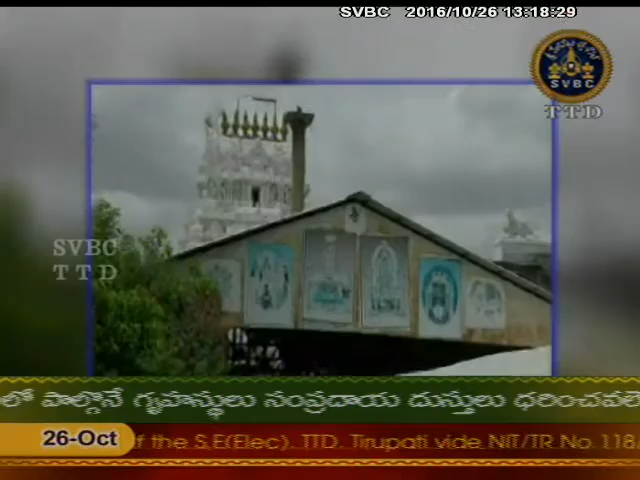 SVBC 2016/10/26 13:18:29
SVBC
TTD
SVBC
TTD
లో పాల్గొనే గృహస్థులు సంప్రదాయ దుస్తులు ధరించవలె
26-Oct of the S.E(Elec), TTD, Tirupati vide NIT/TR No.118/